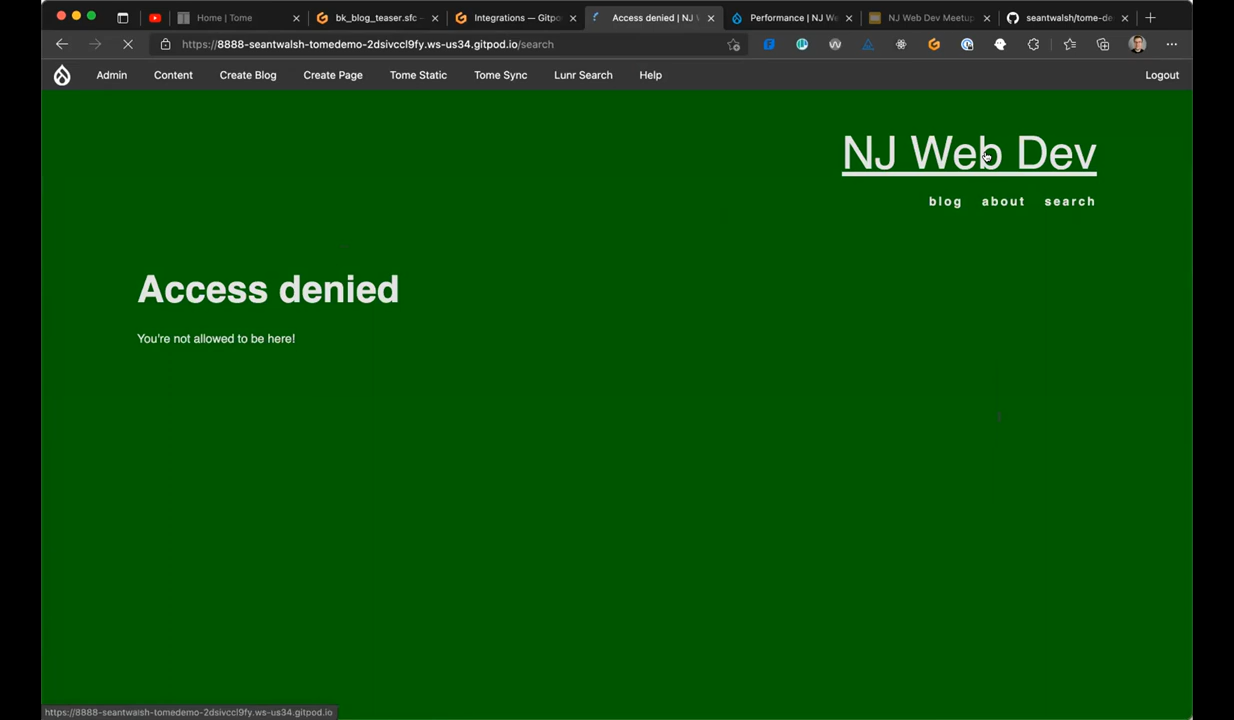 Home | Tome
bk_blog_teaser.sfc -
Integrations — Gitpo
Access denied | NJ
Performance | NJ We
NJ Web Dev Meetup
seantwalsh/tome-de
https://8888-seantwalsh-tomedemo-2dsivccl9fy.ws-us34.gitpod.io/search
Admin Content Create Blog Create Page Tome Static Tome Sync Lunr Search Help Logout
NJ Web Dev
blog about search
Access denied
You're not allowed to be here!
https://8888-seantwalsh-tomedemo-2dsivccl9fy.ws-us34.gitpod.io